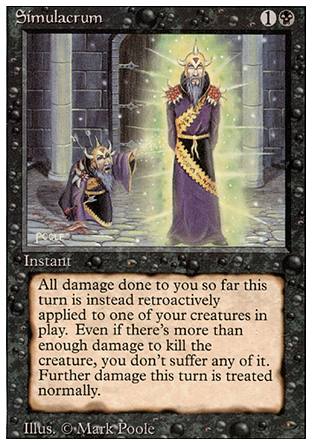 Simulacrum 1
POOLE
Instant
All damage done to you so far this
turn is instead retroactively
applied to one of your creatures in
play. Even if there's more than
enough damage to kill the
creature, you don't suffer any of it.
Further damage this turn is treated
normally.
Illus. © Mark Poole